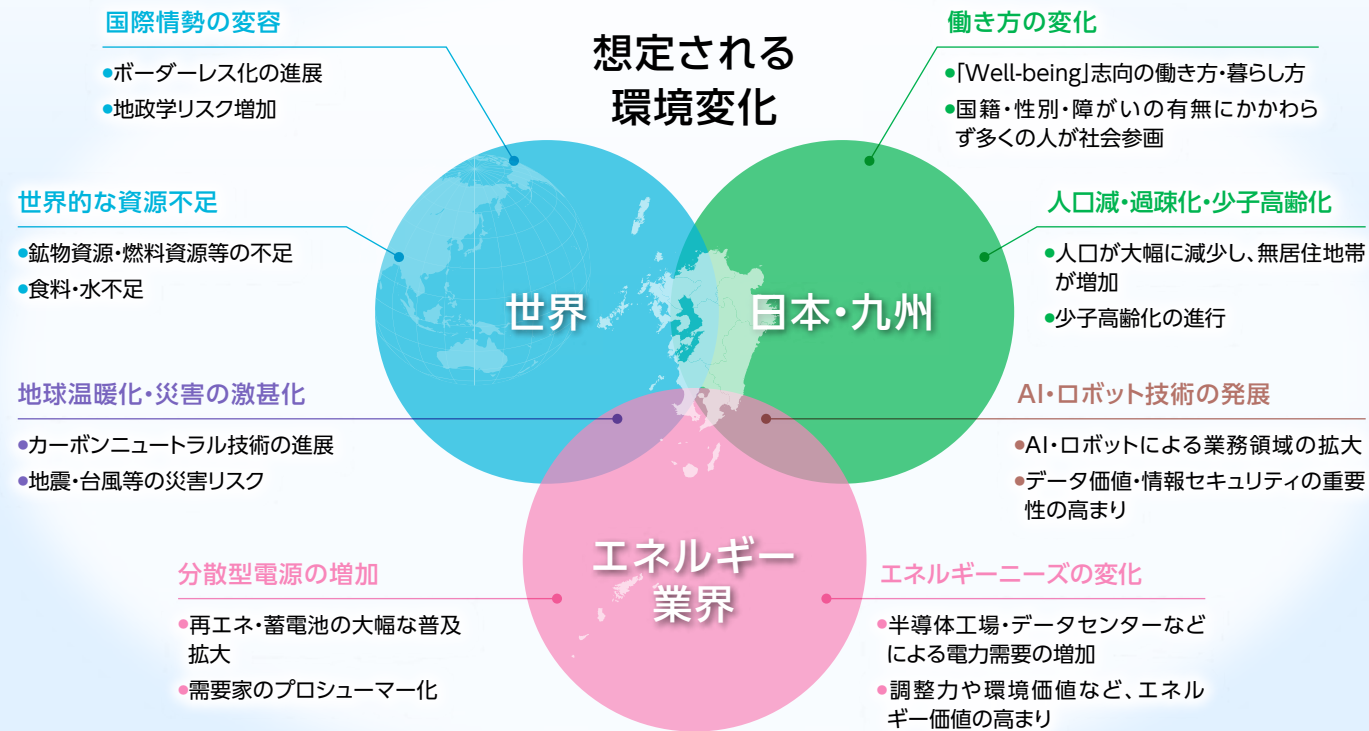 想定される
環境変化
国際情勢の変容
●ボーダーレス化の進展
●地政学リスク増加
世界的な資源不足
●鉱物資源・燃料資源等の不足
●食料・水不足
地球温暖化・災害の激甚化
●カーボンニュートラル技術の進展
●地震・台風等の災害リスク
分散型電源の増加
●再エネ・蓄電池の大幅な普及
拡大
●需要家のプロシューマー化
世界
日本・九州
エネルギー
業界
働き方の変化
●「Well-being」志向の働き方・暮らし方
●国籍・性別・障がいの有無にかかわら
ず多くの人が社会参画
人口減・過疎化・少子高齢化
●人口が大幅に減少し、無居住地帯
が増加
●少子高齢化の進行
AI・ロボット技術の発展
●AI・ロボットによる業務領域の拡大
●データ価値・情報セキュリティの重要
性の高まり
エネルギーニーズの変化
●半導体工場・データセンターなど
による電力需要の増加
●調整力や環境価値など、エネル
ギー価値の高まり